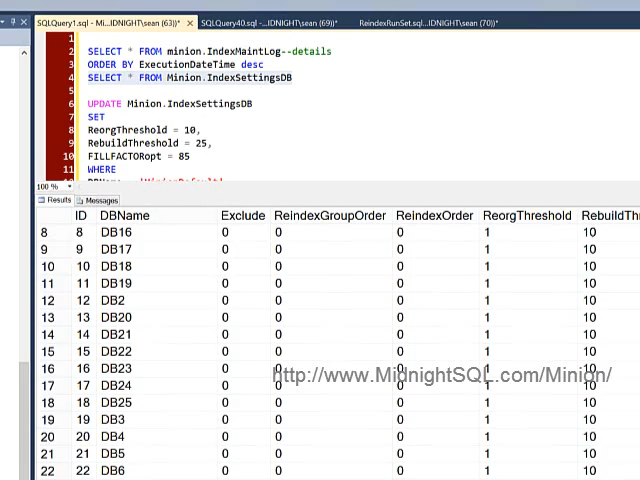 SQLQuery1.sql - Mi...IDNIGHT\sean (63))* ×
SQLQuery40.sql -...IDNIGHT\sean (69))*
ReindexRunSet.sql...IDNIGHT\sean (70))*
1
2 SELECT * FROM minion.IndexMaintLog--details
3 ORDER BY ExecutionDateTime desc
4 SELECT * FROM Minion.IndexSettingsDB
5
6 UPDATE Minion.IndexSettingsDB
7 SET
8 ReorgThreshold = 10,
9 RebuildThreshold = 25,
10 FILLFACTORopt = 85
11 WHERE
100 %
Results Messages
ID DBName Exclude ReindexGroupOrder ReindexOrder ReorgThreshold RebuildThr
8 8 DB16 0 0 0 1 10
9 9 DB17 0 0 0 1 10
10 10 DB18 0 0 0 1 10
11 11 DB19 0 0 0 1 10
12 12 DB2 0 0 0 1 10
13 13 DB20 0 0 0 1 10
14 14 DB21 0 0 0 1 10
15 15 DB22 0 0 0 1 10
16 16 DB23 0 0 0 1 10
http://www.MidnightSQL.com/Minion/
17 17 DB24 0 0 0 1 10
18 18 DB25 0 0 0 1 10
19 19 DB3 0 0 0 1 10
20 20 DB4 0 0 0 1 10
21 21 DB5 0 0 0 1 10
22 22 DB6 0 0 0 1 10